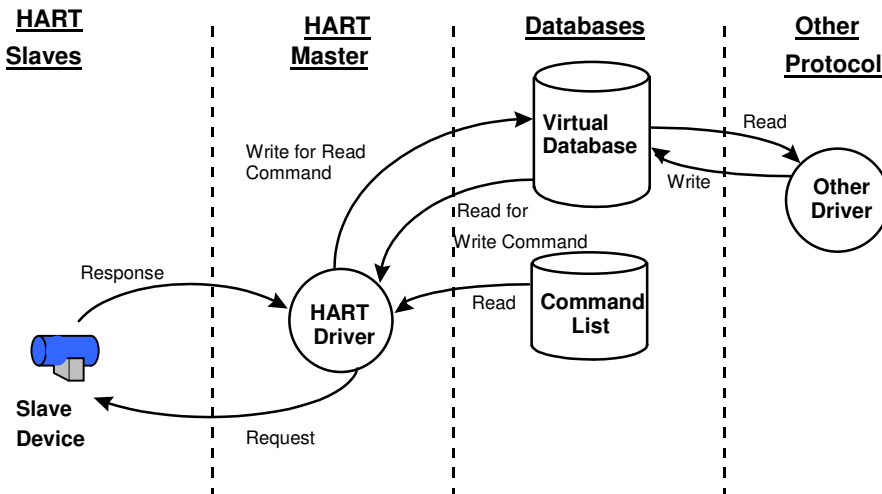 HART
Slaves
HART
Master
Databases
Other
Protocol
Virtual
Database
Read
Write for Read
Command
Write
Other
Driver
Read for
Write Command
Response
HART
Driver
Read
Command
List
Slave
Device
Request